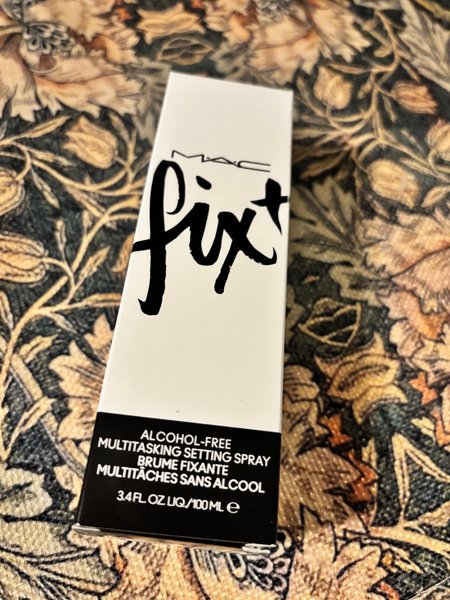 M·A·C
fix+
ALCOHOL-FREE
MULTITASKING SETTING SPRAY
BRUME FIXANTE
MULTITÂCHES SANS ALCOOL
3.4 FL. OZ. LIQ./100 ML ℮